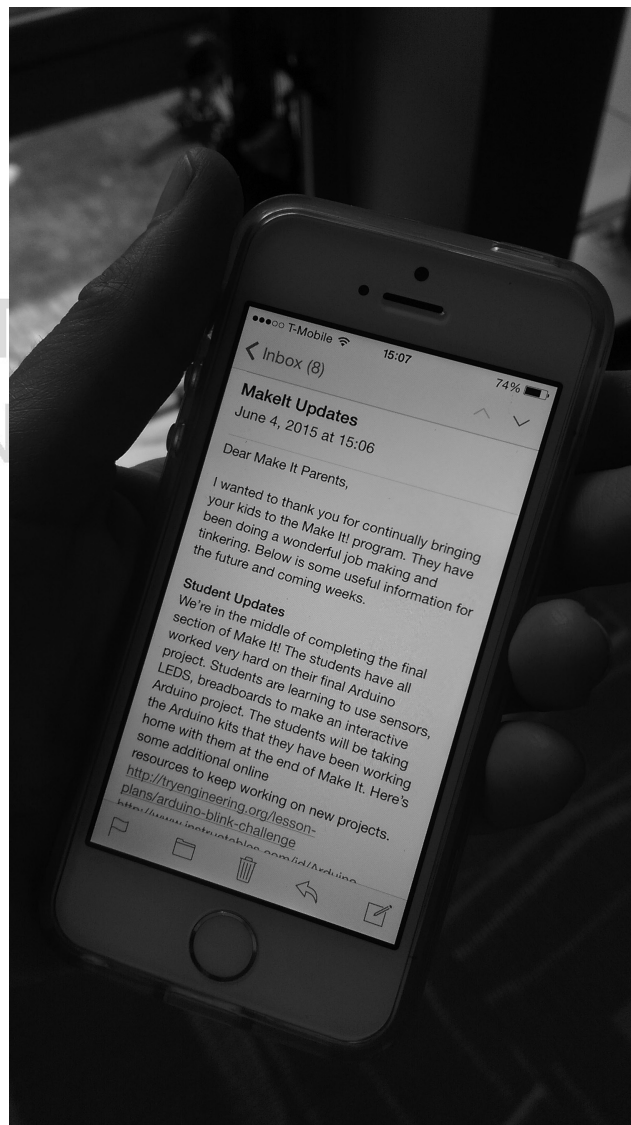 T-Mobile 15:07 74%
Inbox (8)
MakeIt Updates
June 4, 2015 at 15:06
Dear Make It Parents,
I wanted to thank you for continually bringing
your kids to the Make It! program. They have
been doing a wonderful job making and
tinkering. Below is some useful information for
the future and coming weeks.
Student Updates
We're in the middle of completing the final
section of Make It! The students have all
worked very hard on their final Arduino
project. Students are learning to use sensors,
LEDS, breadboards to make an interactive
Arduino project. The students will be taking
the Arduino kits that they have been working
home with them at the end of Make It. Here's
some additional online
resources to keep working on new projects.
http://tryengineering.org/lesson-
plans/arduino-blink-challenge
http://www.instructables.com/id/Arduino